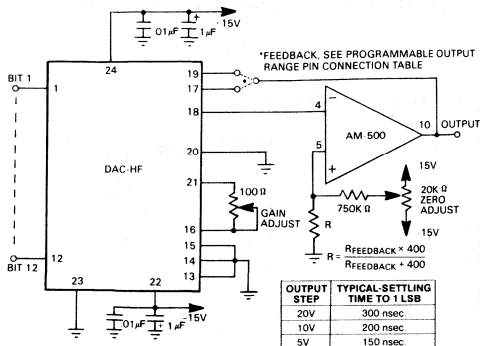 15V
.01µF
1µF
*FEEDBACK, SEE PROGRAMMABLE OUTPUT
RANGE PIN CONNECTION TABLE
24
BIT 1
1
19
17
18
4
−
AM-500
10
OUTPUT
5
+
DAC-HF
20
21
100Ω
GAIN
ADJUST
16
15
14
13
15V
20K Ω
ZERO
ADJUST
-15V
750K Ω
R
R = RFEEDBACK × 400
RFEEDBACK + 400
12
BIT 12
23
22
.01µF
+ 1µF
-15V
OUTPUT STEP
TYPICAL-SETTLING TIME TO 1 LSB
20V 300 nsec.
10V 200 nsec.
5V 150 nsec.